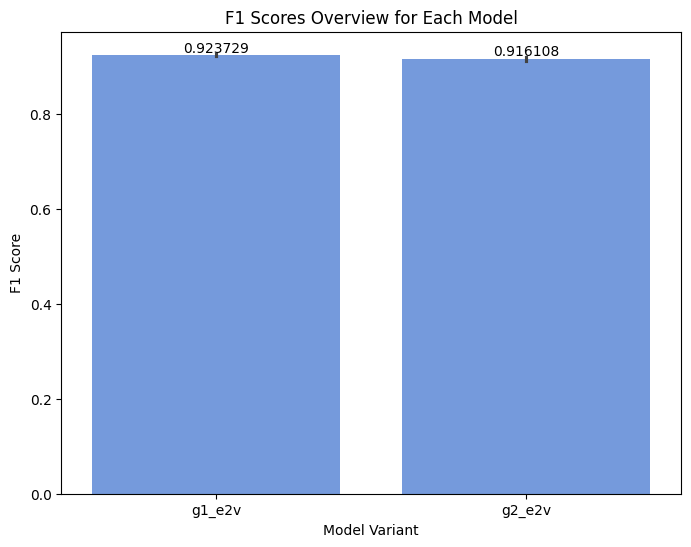 F1 Scores Overview for Each Model
0.923729
0.916108
0.8
0.6
0.4
0.2
0.0
F1 Score
g1_e2v
g2_e2v
Model Variant